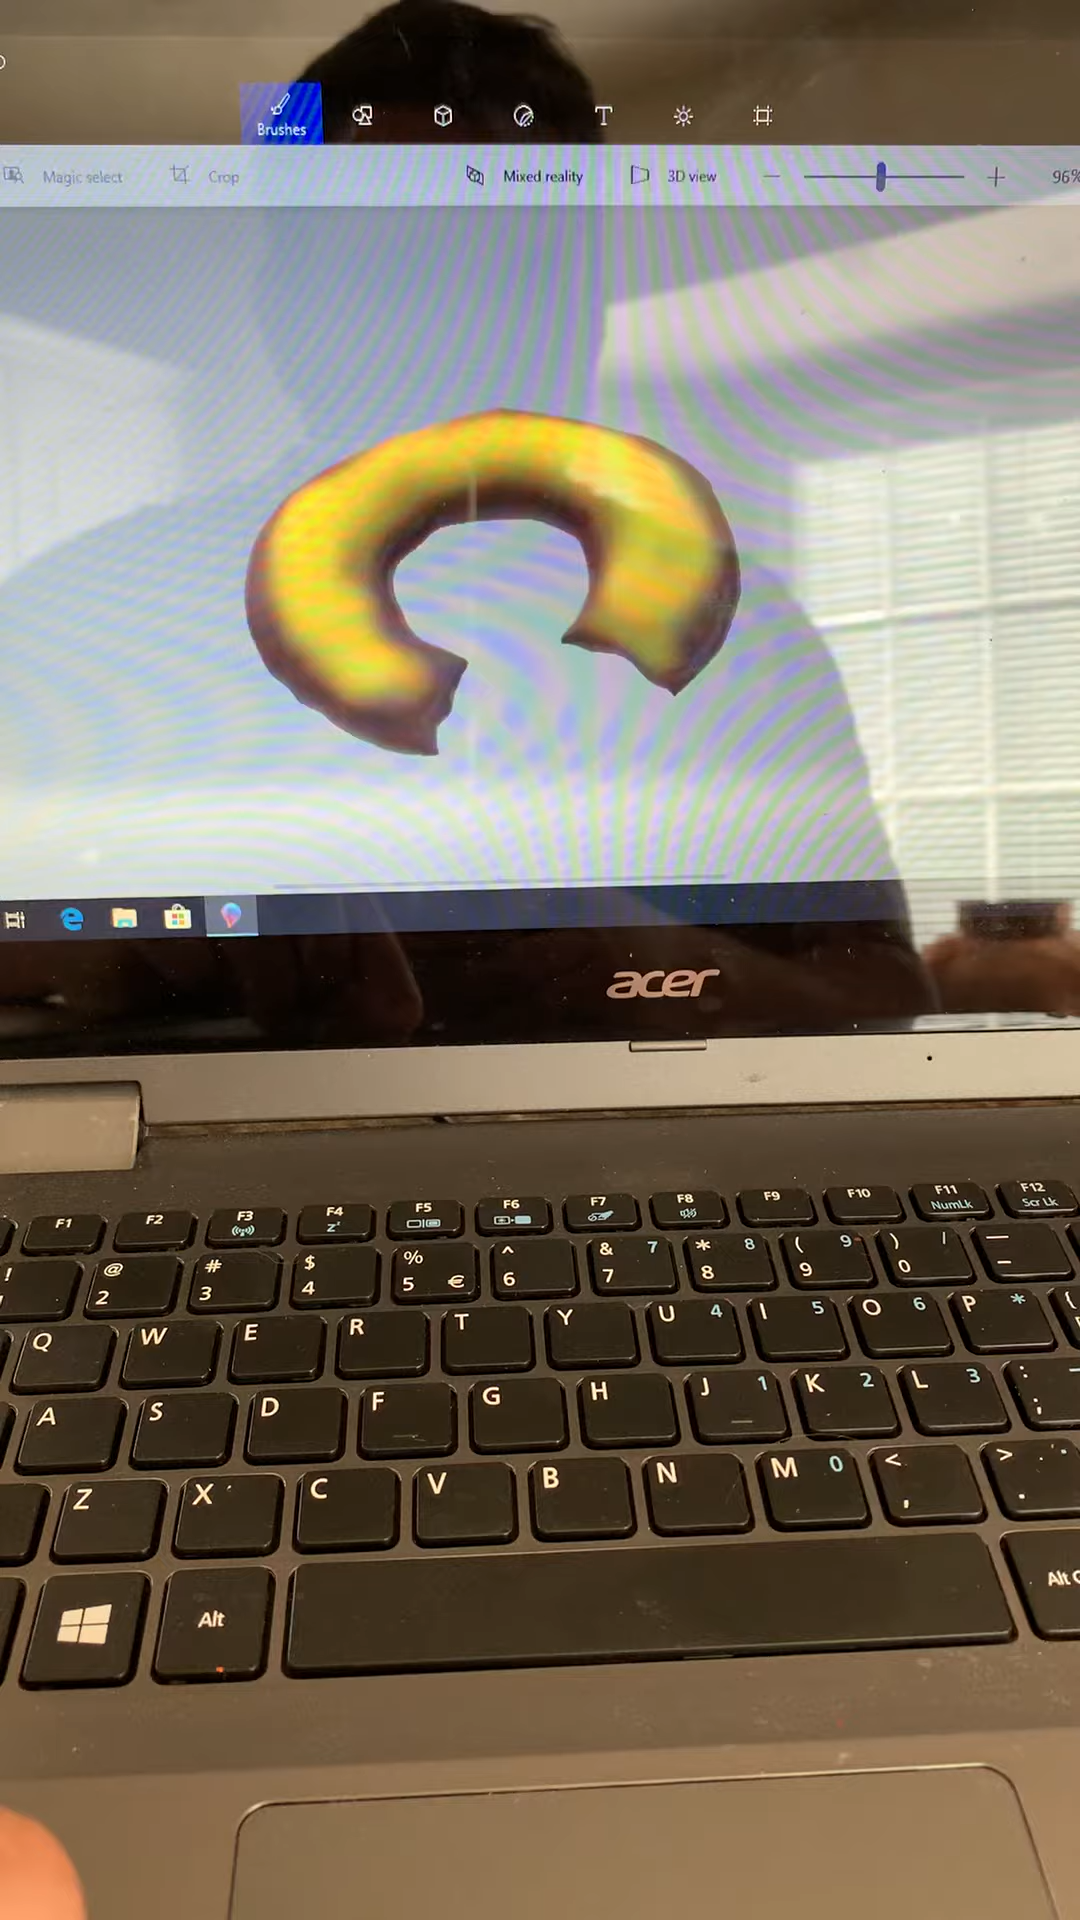 T
Brushes
Magic select Crop Mixed reality 3D view 96%
acer
F1 F2 F3 F4 F5 F6 F7 F8 F9 F10 F11 F12
z NumLk Scr Lk
! @ # $ % ^ & 7 * 8 ( 9 ) /
2 3 4 5 € 6 7 8 9 0
Q W E R T Y U 4 I 5 O 6 P *
A S D F G H J 1 K 2 L 3 : ;
Z X C V B N M 0 < , > .
Alt Alt